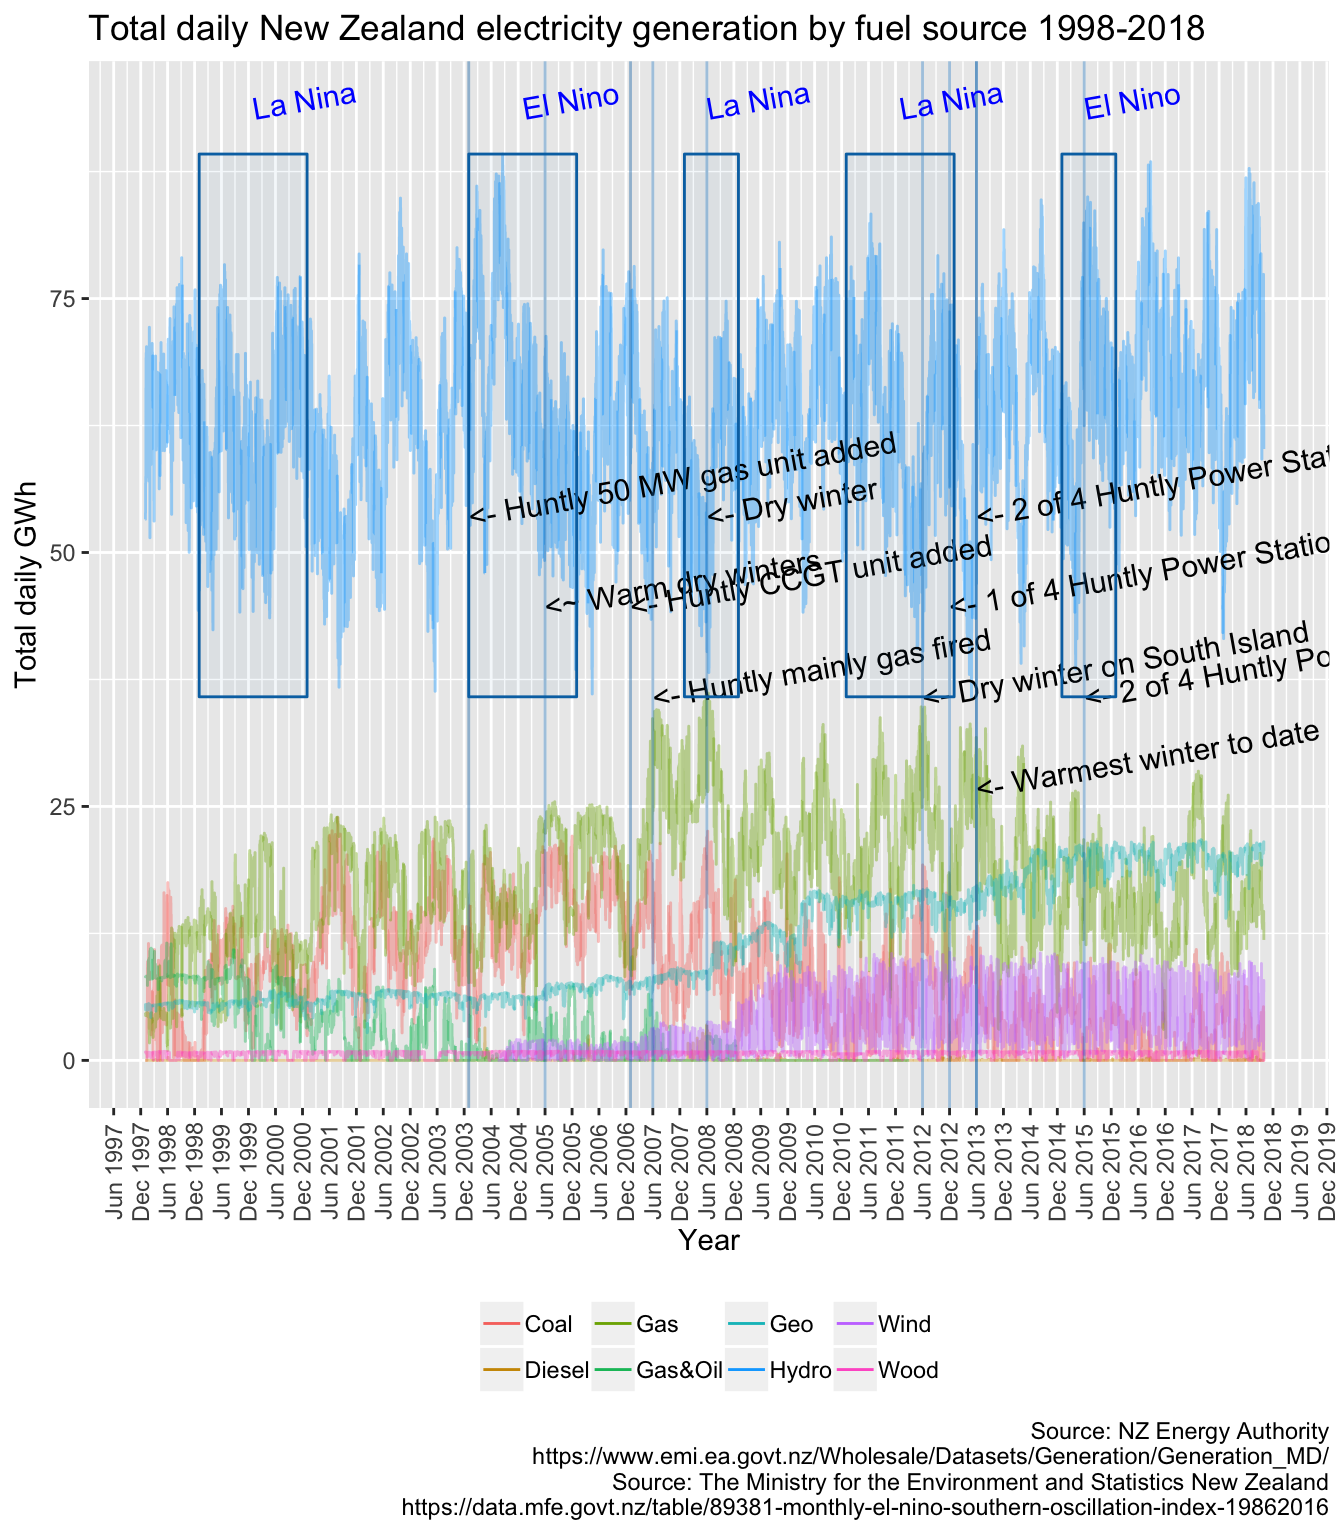 Total daily New Zealand electricity generation by fuel source 1998-2018
La Nina
El Nino
La Nina
La Nina
El Nino
Total daily GWh
75
50
25
0
<- Huntly 50 MW gas unit added
<- Dry winter
<- 2 of 4 Huntly Power Stat
<~ Warm dry winters
<- Huntly CCGT unit added
<- 1 of 4 Huntly Power Statio
<- Huntly mainly gas fired
<- Dry winter on South Island
<- 2 of 4 Huntly Po
<- Warmest winter to date
Jun 1997
Dec 1997
Jun 1998
Dec 1998
Jun 1999
Dec 1999
Jun 2000
Dec 2000
Jun 2001
Dec 2001
Jun 2002
Dec 2002
Jun 2003
Dec 2003
Jun 2004
Dec 2004
Jun 2005
Dec 2005
Jun 2006
Dec 2006
Jun 2007
Dec 2007
Jun 2008
Dec 2008
Jun 2009
Dec 2009
Jun 2010
Dec 2010
Jun 2011
Dec 2011
Jun 2012
Dec 2012
Jun 2013
Dec 2013
Jun 2014
Dec 2014
Jun 2015
Dec 2015
Jun 2016
Dec 2016
Jun 2017
Dec 2017
Jun 2018
Dec 2018
Jun 2019
Dec 2019
Year
Coal Gas Geo Wind
Diesel Gas&Oil Hydro Wood
Source: NZ Energy Authority
https://www.emi.ea.govt.nz/Wholesale/Datasets/Generation/Generation_MD/
Source: The Ministry for the Environment and Statistics New Zealand
https://data.mfe.govt.nz/table/89381-monthly-el-nino-southern-oscillation-index-19862016